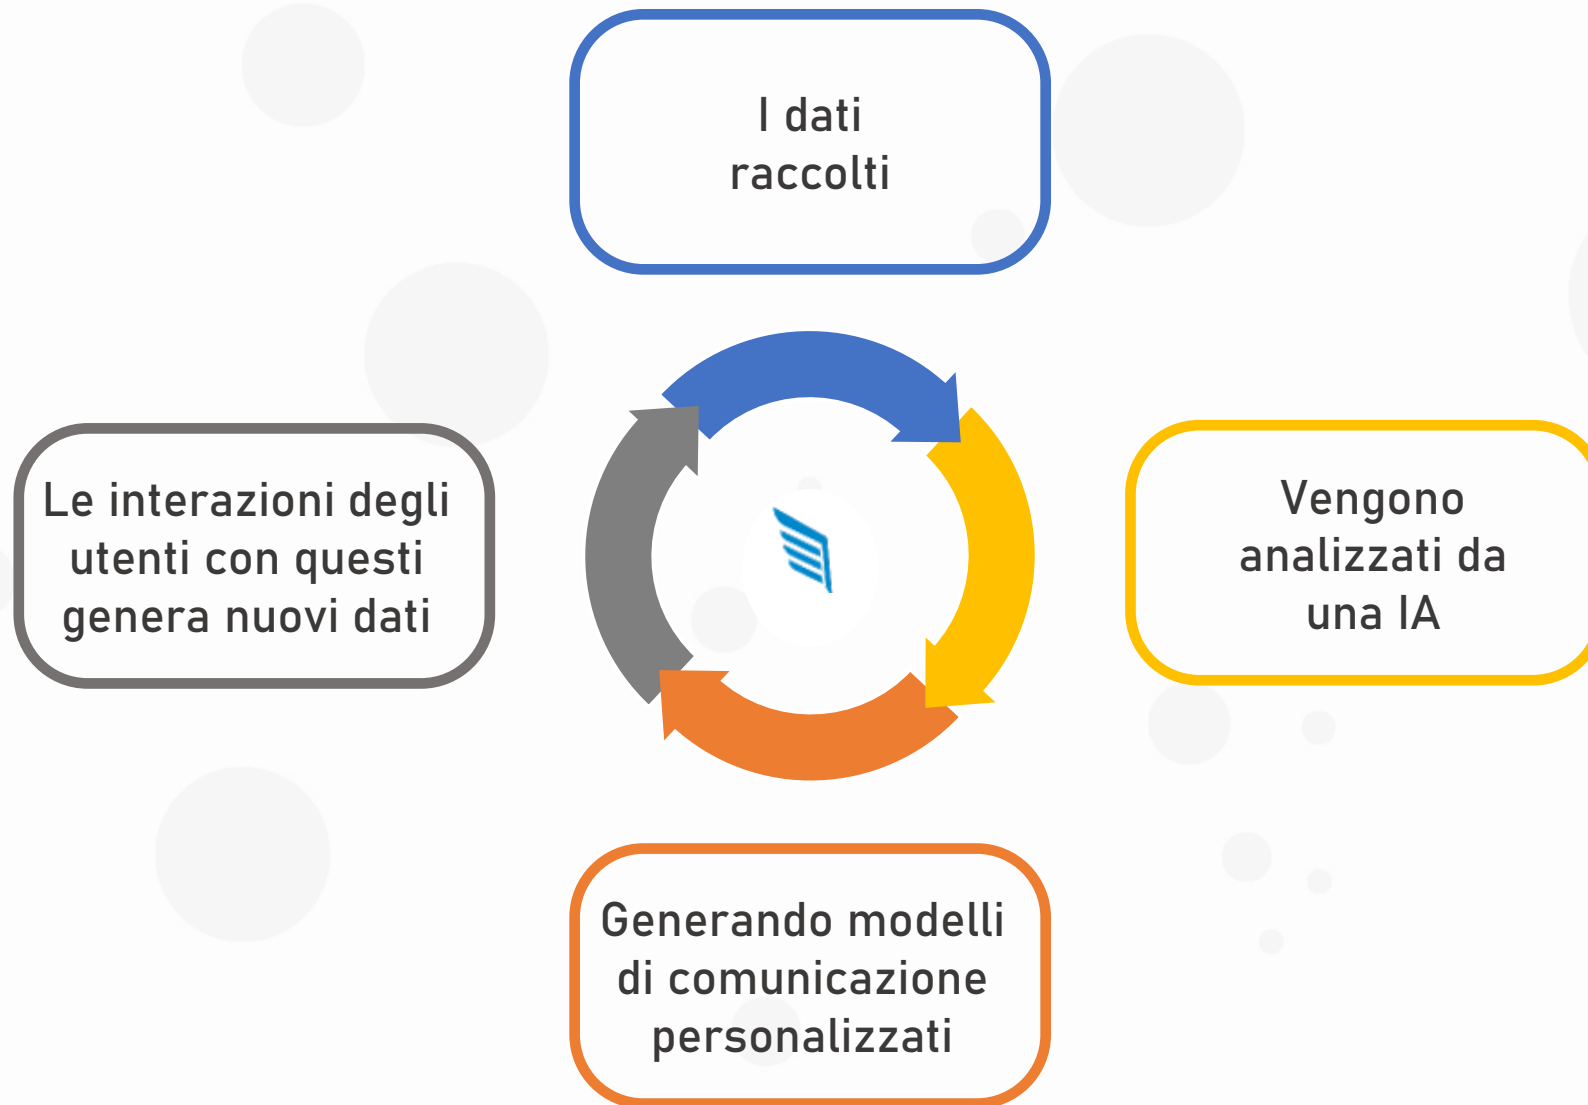 I dati
raccolti
Vengono
analizzati da
una IA
Generando modelli
di comunicazione
personalizzati
Le interazioni degli
utenti con questi
genera nuovi dati